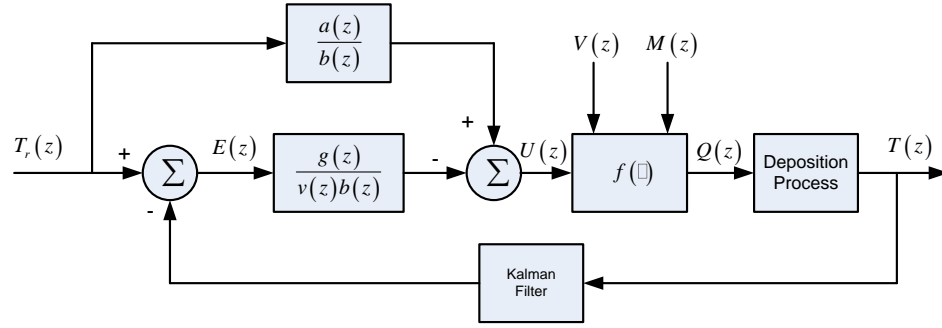 a(z)
b(z)
V(z) M(z)
+
T_r(z) + Σ E(z) g(z) - Σ U(z) f(□) Q(z) Deposition T(z)
v(z)b(z) Process
-
Kalman
Filter